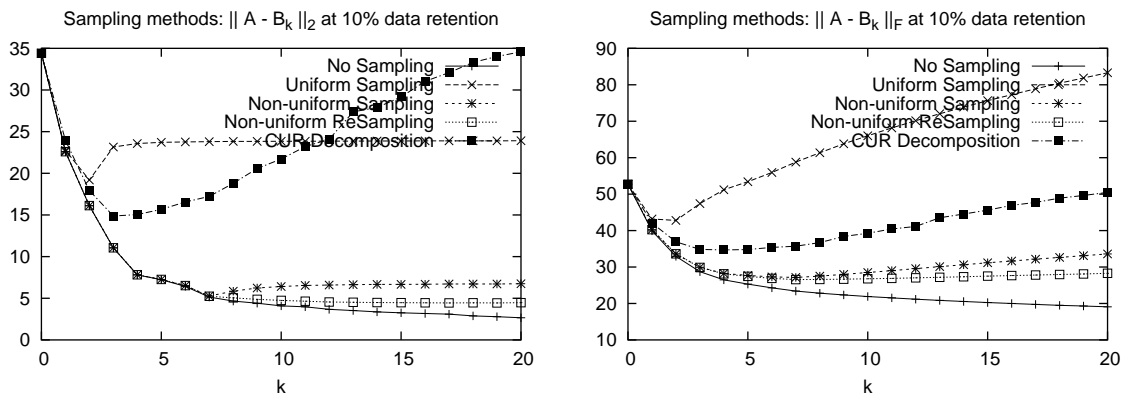 Sampling methods: || A - B_k ||_2 at 10% data retention
35
30
25
20
15
10
5
0
0 5 10 15 20
k
No Sampling
Uniform Sampling
Non-uniform Sampling
Non-uniform ReSampling
CUR Decomposition
Sampling methods: || A - B_k ||_F at 10% data retention
90
80
70
60
50
40
30
20
10
0 5 10 15 20
k
No Sampling
Uniform Sampling
Non-uniform Sampling
Non-uniform ReSampling
CUR Decomposition